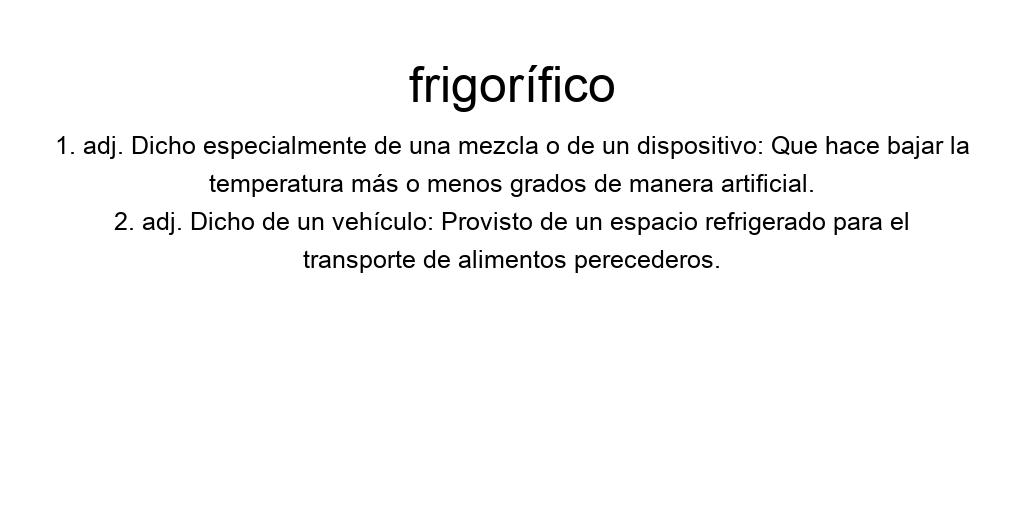 frigorífico
1. adj. Dicho especialmente de una mezcla o de un dispositivo: Que hace bajar la
temperatura más o menos grados de manera artificial.
2. adj. Dicho de un vehículo: Provisto de un espacio refrigerado para el
transporte de alimentos perecederos.